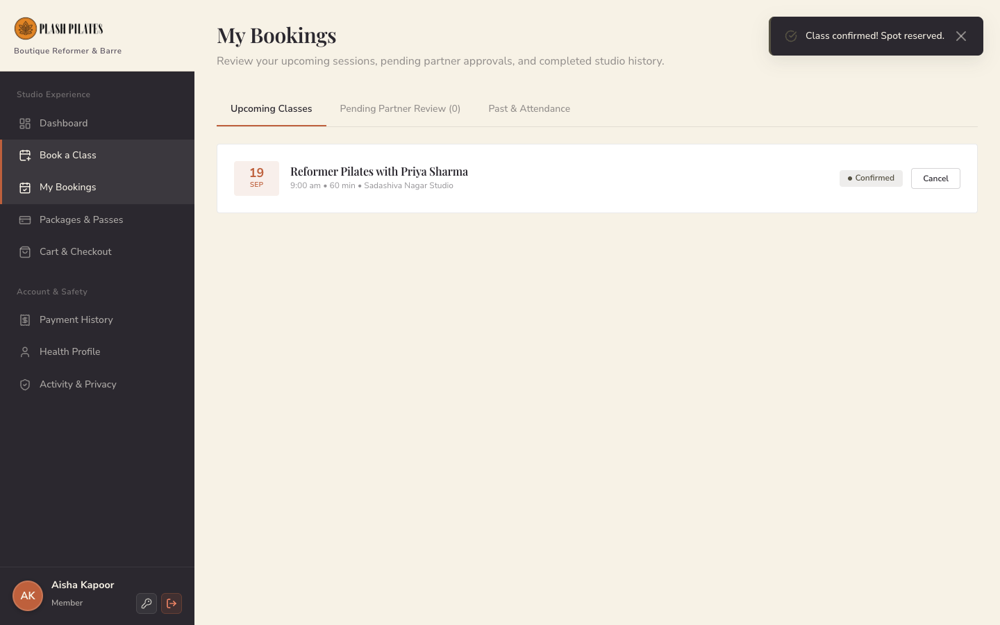 PLASH PILATES
Boutique Reformer & Barre
Studio Experience
Dashboard
Book a Class
My Bookings
Packages & Passes
Cart & Checkout
Account & Safety
Payment History
Health Profile
Activity & Privacy
AK
Aisha Kapoor
Member
My Bookings
Review your upcoming sessions, pending partner approvals, and completed studio history.
Class confirmed! Spot reserved.
Upcoming Classes
Pending Partner Review (0)
Past & Attendance
19
SEP
Reformer Pilates with Priya Sharma
9:00 am • 60 min • Sadashiva Nagar Studio
Confirmed
Cancel